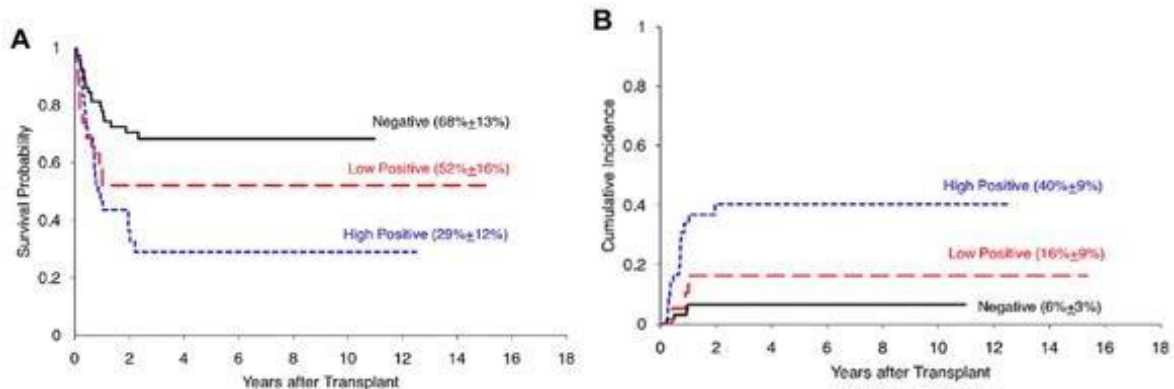 A
Survival Probability
1
0.8
0.6
0.4
0.2
0
Negative (68%±13%)
Low Positive (52%±16%)
High Positive (29%±12%)
0 2 4 6 8 10 12 14 16 18
Years after Transplant
B
Cumulative Incidence
1
0.8
0.6
0.4
0.2
0
High Positive (40%±9%)
Low Positive (16%±9%)
Negative (6%±3%)
0 2 4 6 8 10 12 14 16 18
Years after Transplant